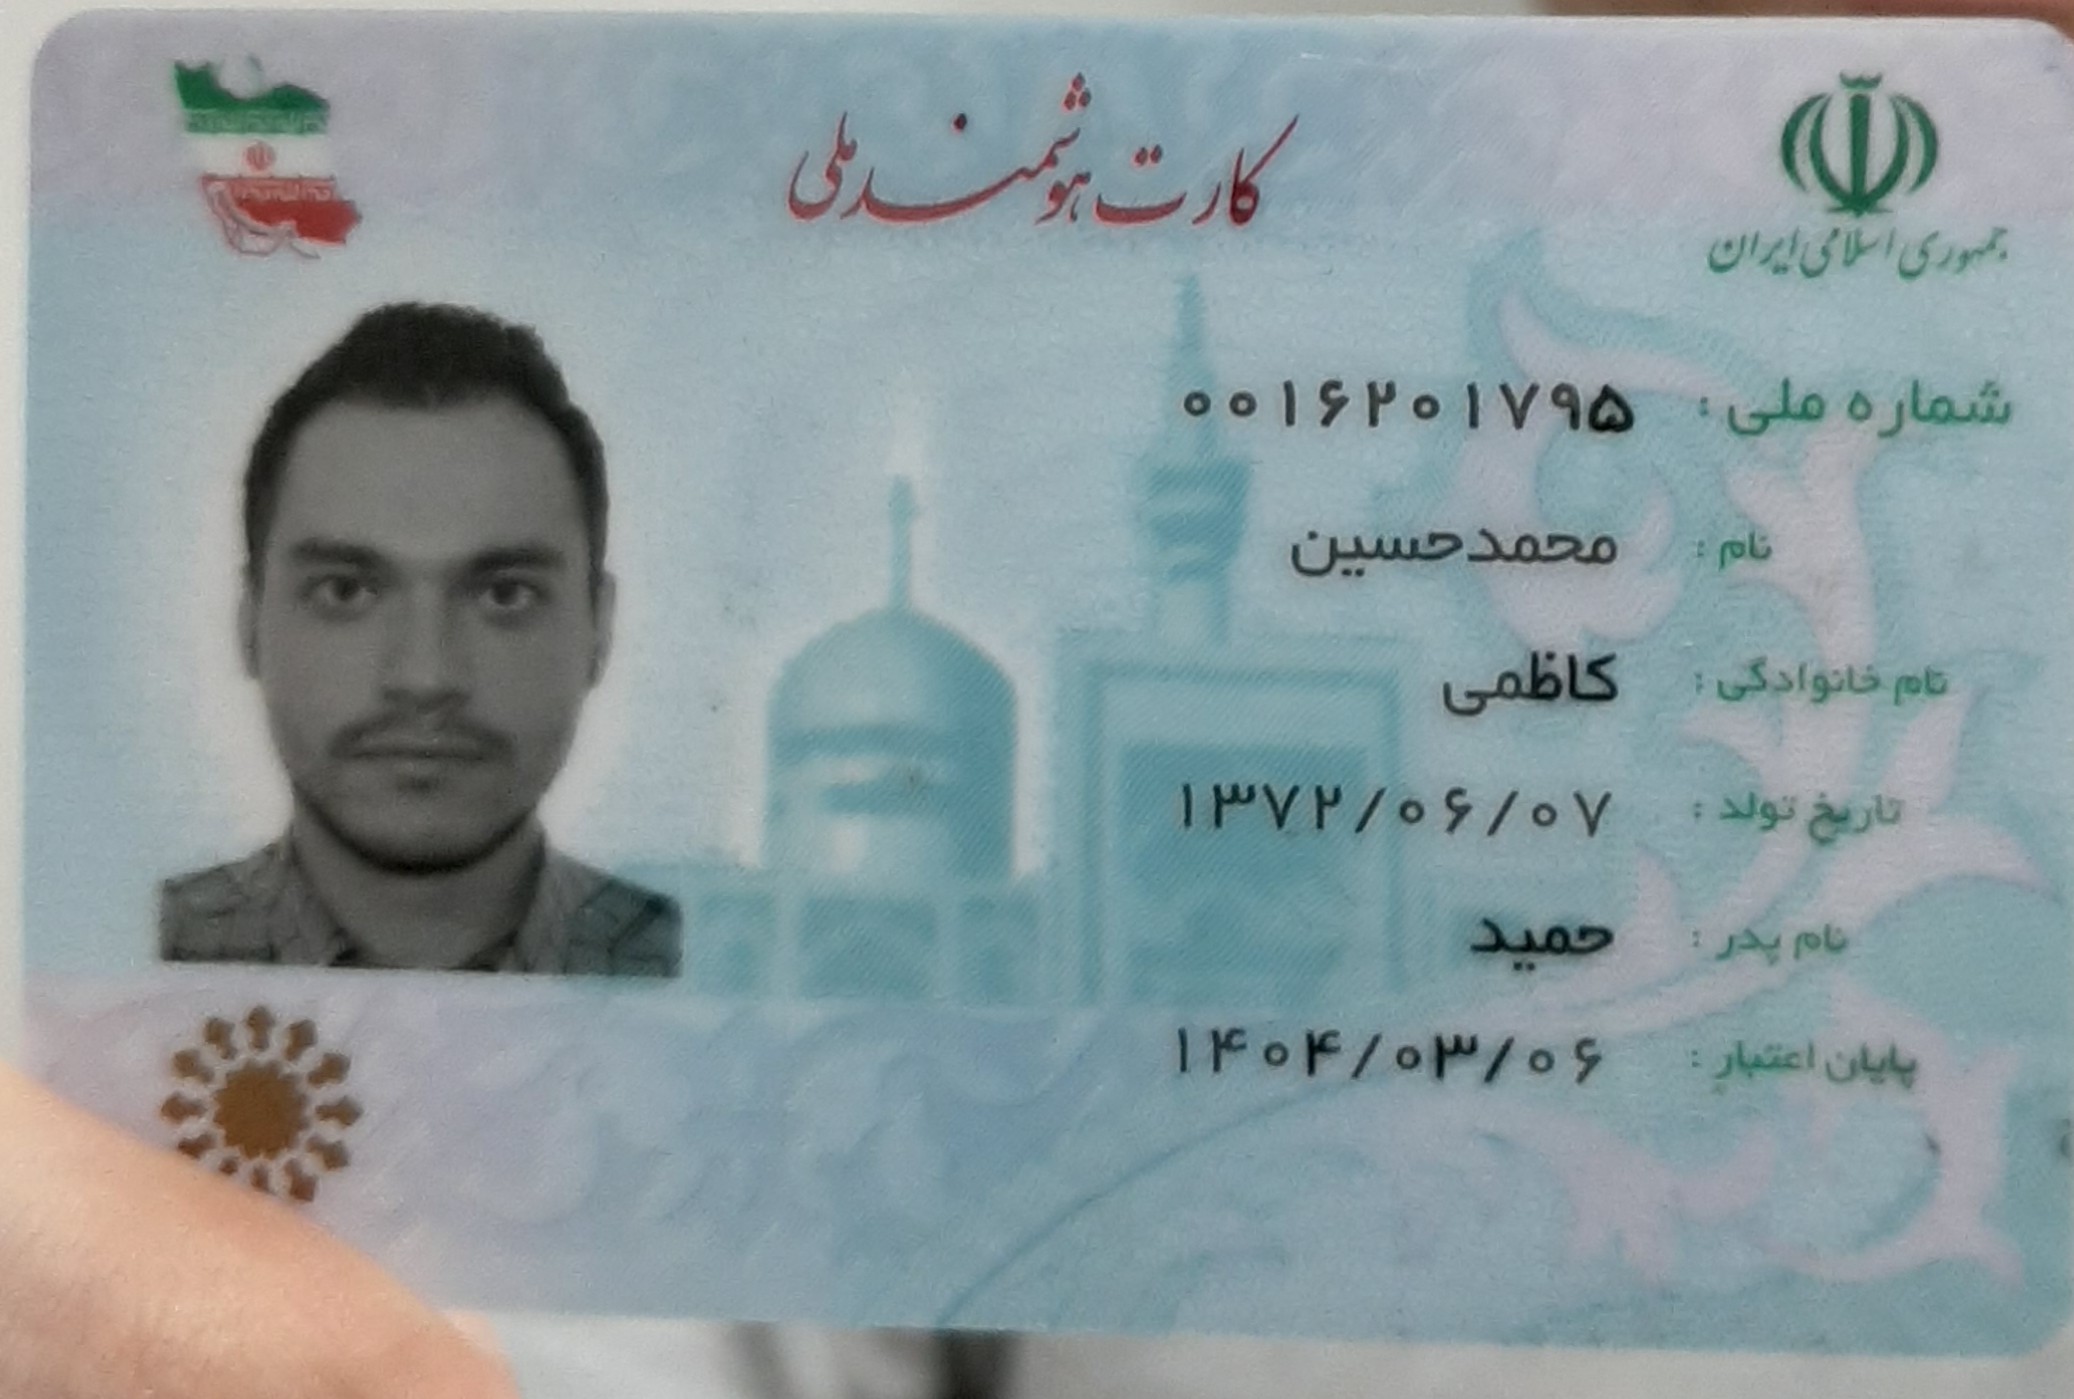 کارت هوشمند ملی
جمهوری اسلامی ایران
شماره ملی : ۰۰۱۶۲۰۱۷۹۵
نام : محمدحسین
نام خانوادگی : کاظمی
تاریخ تولد : ۱۳۷۲/۰۶/۰۷
نام پدر : حمید
پایان اعتبار : ۱۴۰۴/۰۳/۰۶